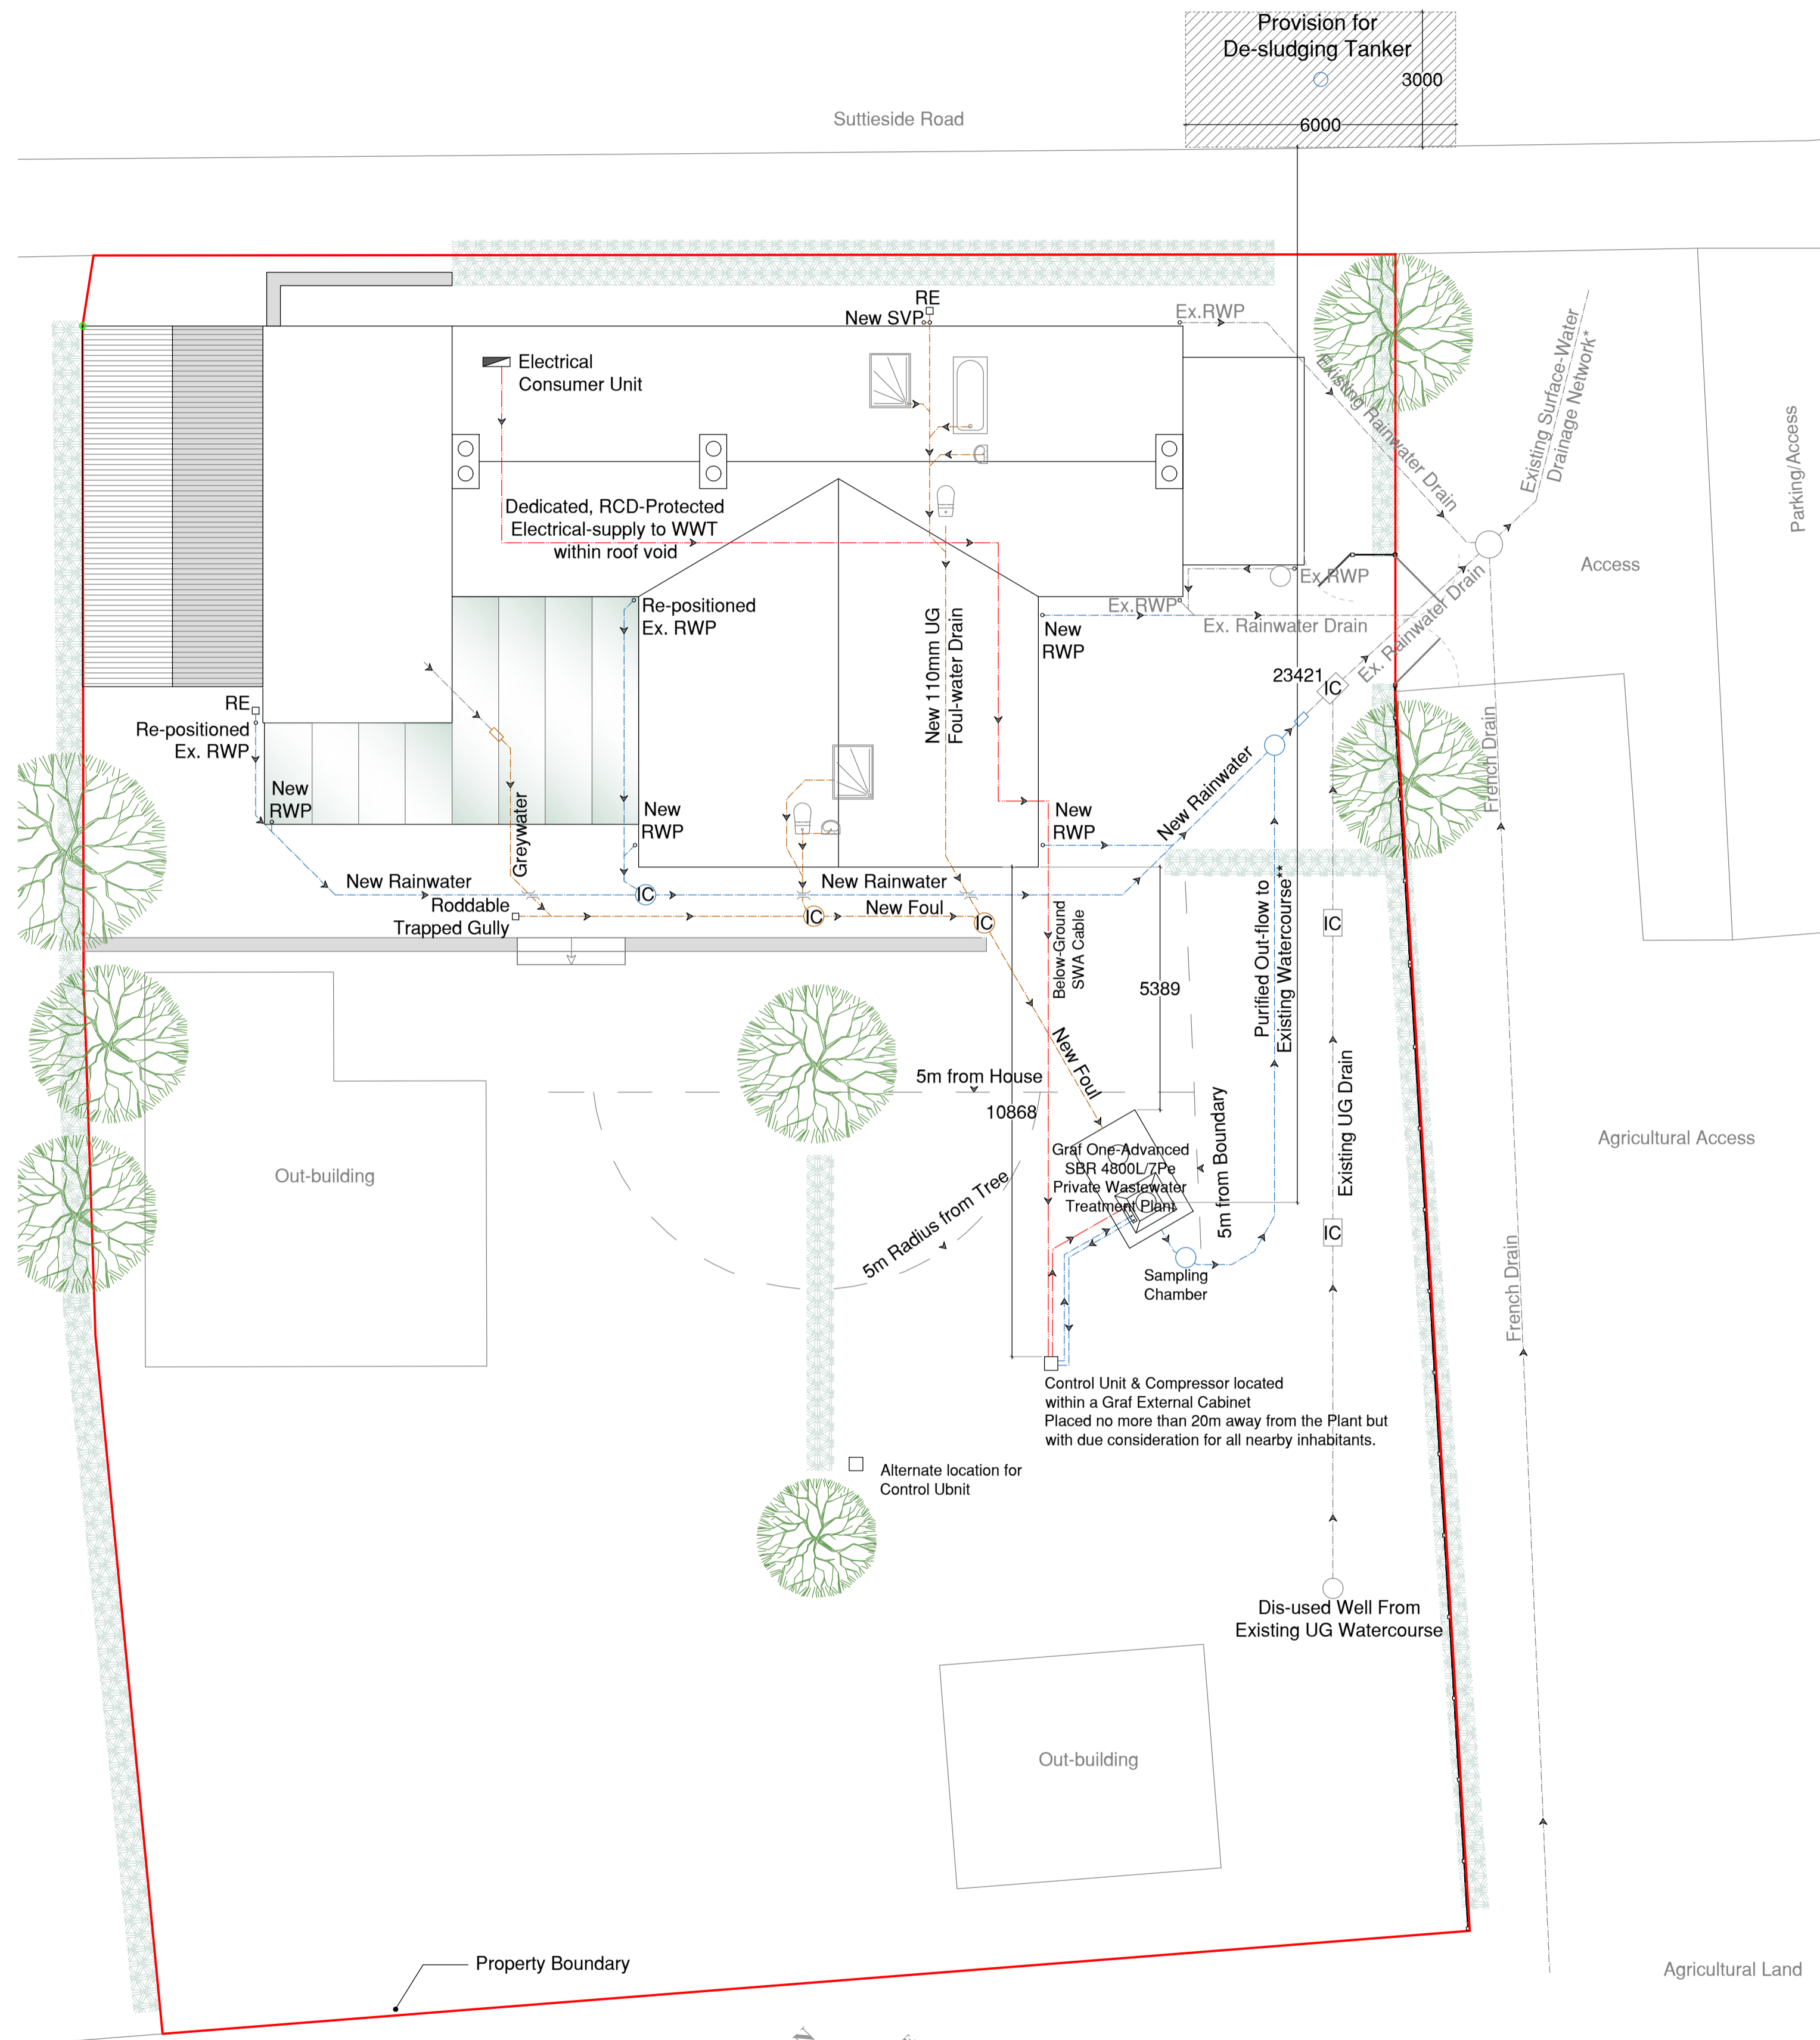 Provision for
De-sludging Tanker
3000
6000
Suttieside Road
RE
New SVP
Ex.RWP
Electrical
Consumer Unit
Existing Rainwater Drain
Existing Surface-Water
Drainage Network*
Parking/Access
Dedicated, RCD-Protected
Electrical-supply to WWT
within roof void
Access
Ex.RWP
Ex.RWP
Re-positioned
Ex. RWP
New 110mm UG
Foul-water Drain
New
RWP
Ex. Rainwater Drain
Ex. Rainwater Drain
23421
IC
RE
Re-positioned
Ex. RWP
New
RWP
New
RWP
New
RWP
New Rainwater
French Drain
Greywater
New Rainwater
IC
New Rainwater
Roddable
Trapped Gully
IC
New Foul
IC
Below-Ground
SWA Cable
5389
Purified Out-flow to
Existing Watercourse**
IC
New Foul
5m from House
10868
5m from Boundary
Existing UG Drain
Agricultural Access
Out-building
Graf One-Advanced
SBR 4800L/7Pe
Private Wastewater
Treatment Plant
5m Radius from Tree
IC
Sampling
Chamber
French Drain
Control Unit & Compressor located
within a Graf External Cabinet
Placed no more than 20m away from the Plant but
with due consideration for all nearby inhabitants.
Alternate location for
Control Ubnit
Dis-used Well From
Existing UG Watercourse
Out-building
Property Boundary
Agricultural Land